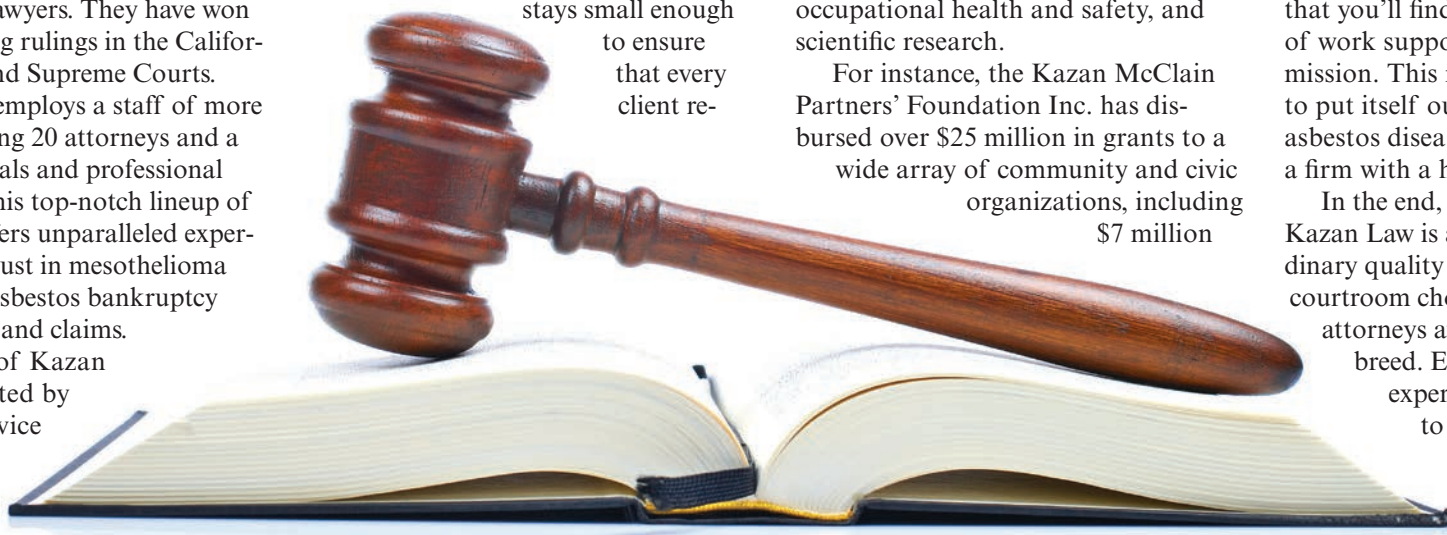 awyers. They have won
g rulings in the Califor-
nd Supreme Courts.
employs a staff of more
ng 20 attorneys and a
als and professional
his top-notch lineup of
ers unparalleled exper-
ust in mesothelioma
sbestos bankruptcy
and claims.
of Kazan
ted by
vice
stays small enough
to ensure
that every
client re-
occupational health and safety, and
scientific research.
For instance, the Kazan McClain
Partners' Foundation Inc. has dis-
bursed over $25 million in grants to a
wide array of community and civic
organizations, including
$7 million
that you'll find
of work suppo
mission. This
to put itself ou
asbestos disea
a firm with a h
In the end,
Kazan Law is a
dinary quality
courtroom cho
attorneys a
breed. E
exper
to